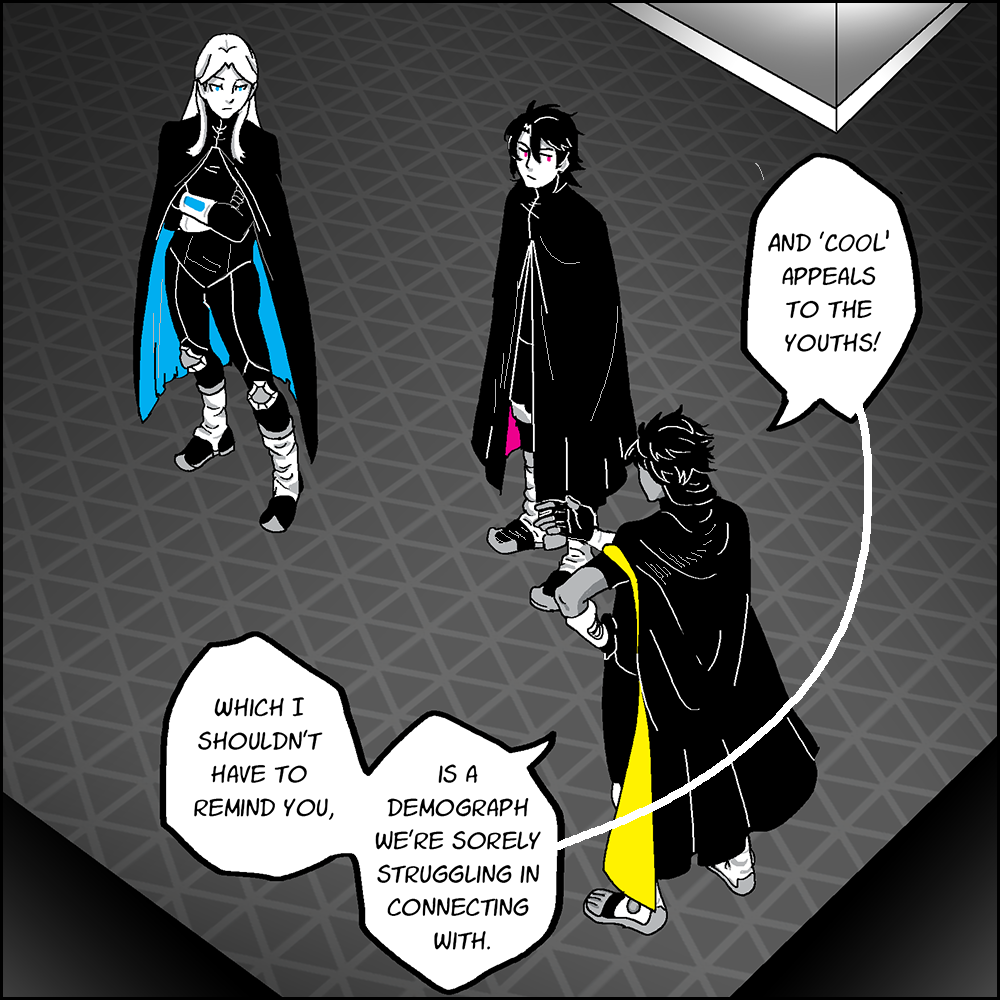 AND 'COOL'
APPEALS
TO THE
YOUTHS!
WHICH I
SHOULDN'T
HAVE TO
REMIND YOU,
IS A
DEMOGRAPH
WE'RE SORELY
STRUGGLING IN
CONNECTING
WITH.